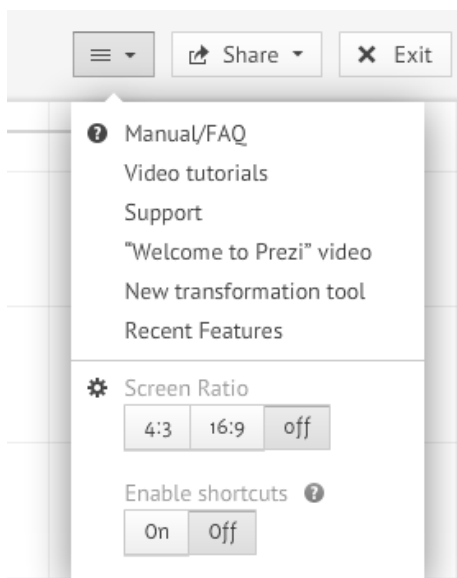 Share Exit
Manual/FAQ
Video tutorials
Support
“Welcome to Prezi” video
New transformation tool
Recent Features
Screen Ratio
4:3 16:9 off
Enable shortcuts ?
On Off